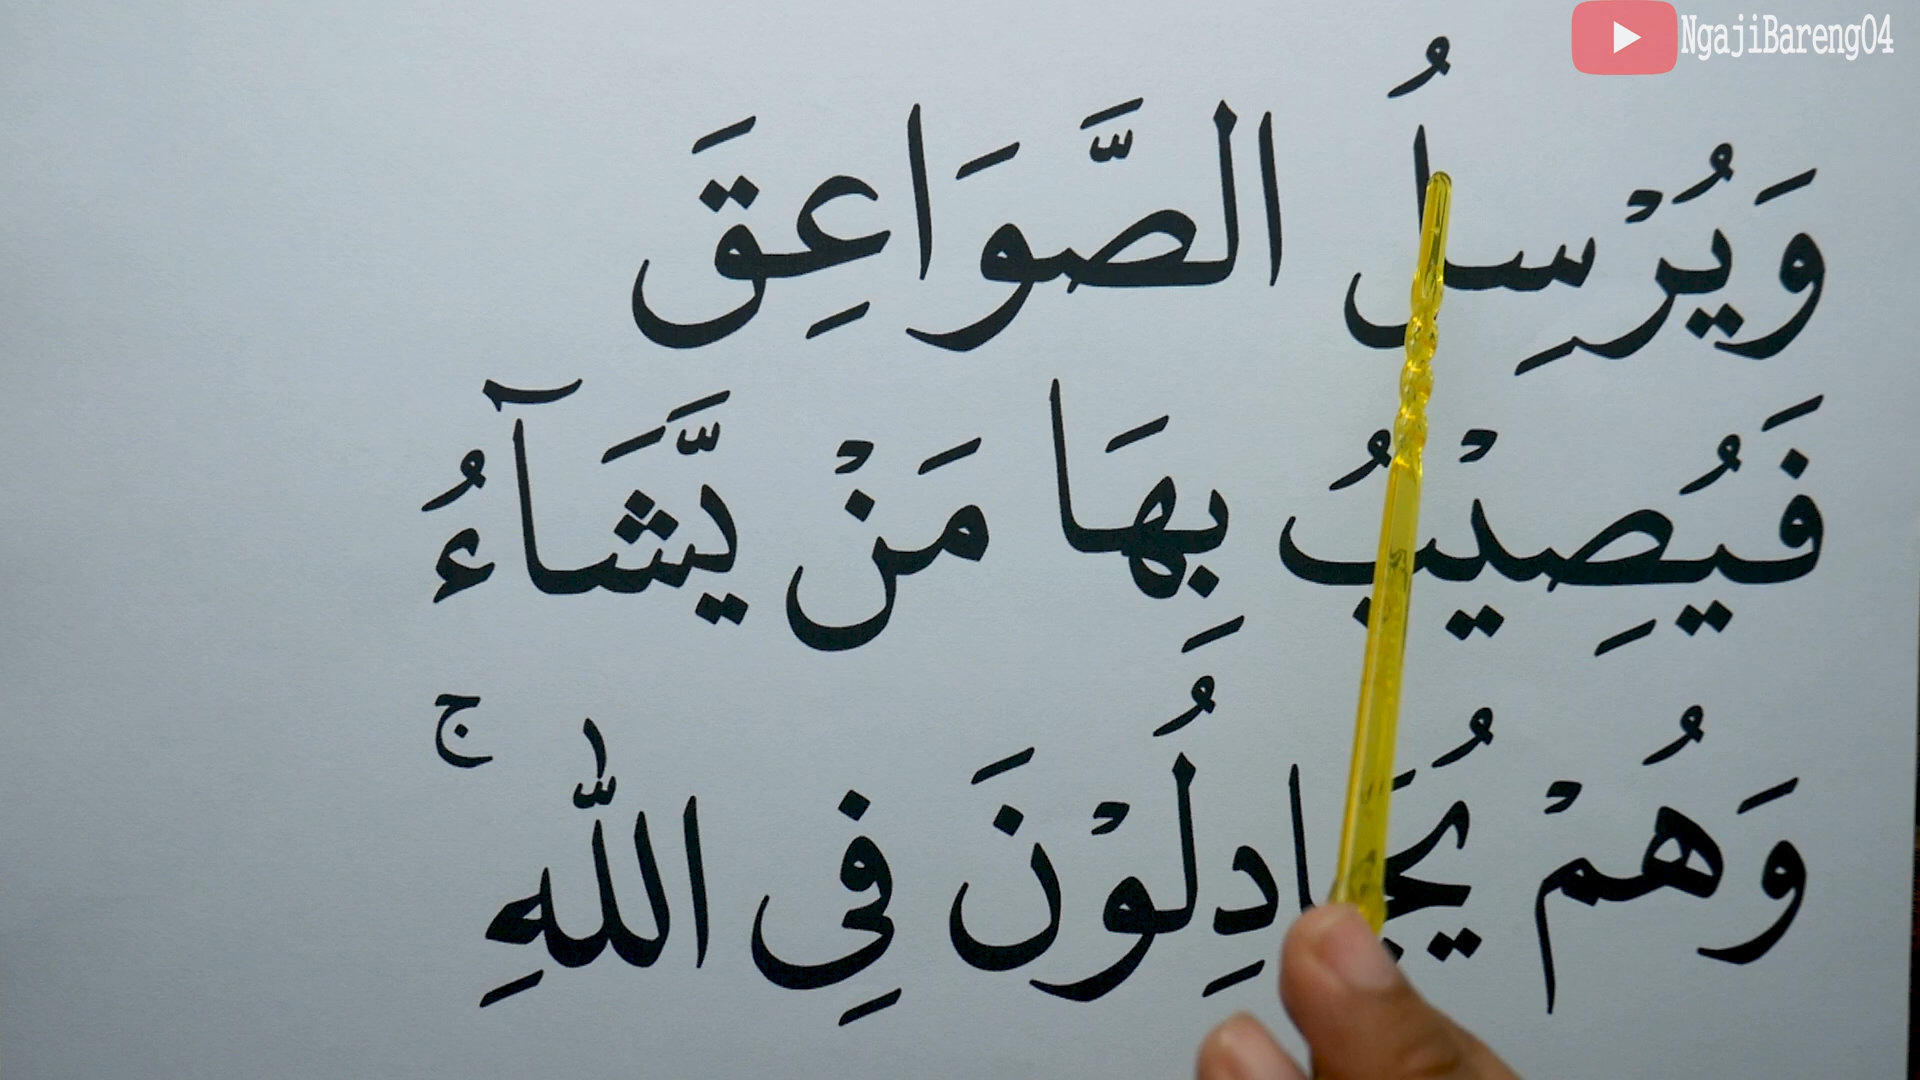 NgajiBareng04
وَيُرْسِلُ الصَّوَاعِقَ
فَيُصِيْبُ بِهَا مَنْ يَّشَآءُ
وَهُمْ يُجَادِلُوْنَ فِى اللّٰهِ ۚ